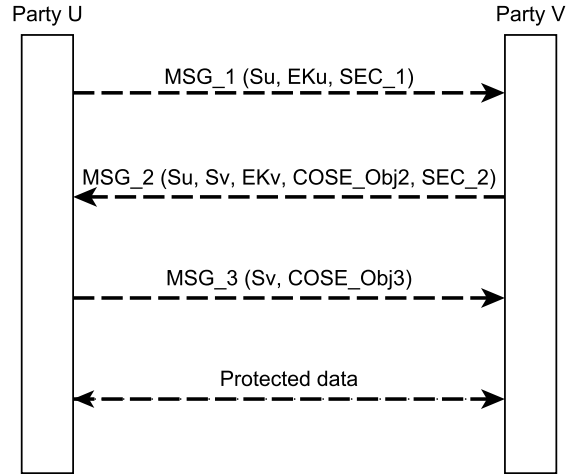 Party U
Party V
MSG_1 (Su, EKu, SEC_1)
MSG_2 (Su, Sv, EKv, COSE_Obj2, SEC_2)
MSG_3 (Sv, COSE_Obj3)
Protected data